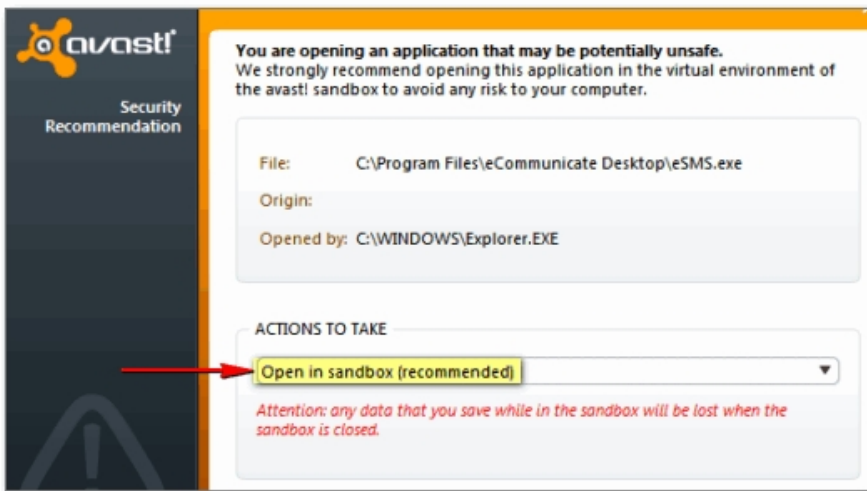 avast!
Security
Recommendation
You are opening an application that may be potentially unsafe.
We strongly recommend opening this application in the virtual environment of
the avast! sandbox to avoid any risk to your computer.
File: C:\Program Files\eCommunicate Desktop\eSMS.exe
Origin:
Opened by: C:\WINDOWS\Explorer.EXE
ACTIONS TO TAKE
Open in sandbox (recommended)
Attention: any data that you save while in the sandbox will be lost when the
sandbox is closed.